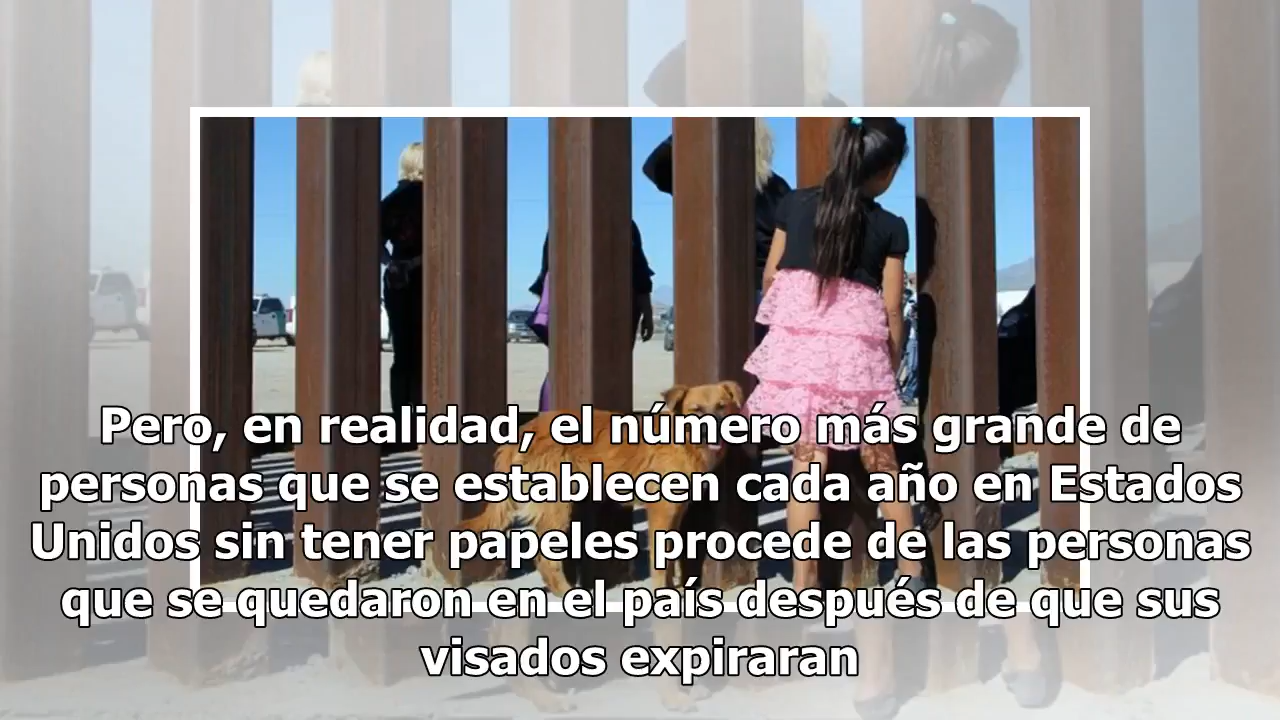 Pero, en realidad, el número más grande de
personas que se establecen cada año en Estados
Unidos sin tener papeles procede de las personas
que se quedaron en el país después de que sus
visados expiraran